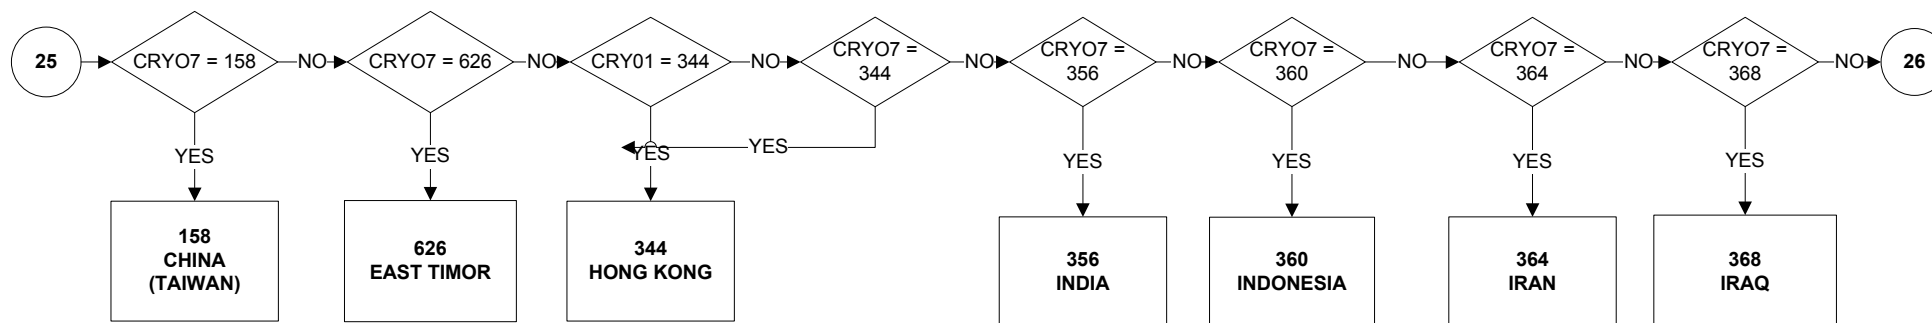 25
CRYO7 = 158
NO
CRYO7 = 626
NO
CRY01 = 344
NO
CRYO7 =
344
NO
CRYO7 =
356
NO
CRYO7 =
360
NO
CRYO7 =
364
NO
CRYO7 =
368
NO
26
YES
YES
YES
YES
YES
YES
YES
YES
158
CHINA
(TAIWAN)
626
EAST TIMOR
344
HONG KONG
356
INDIA
360
INDONESIA
364
IRAN
368
IRAQ